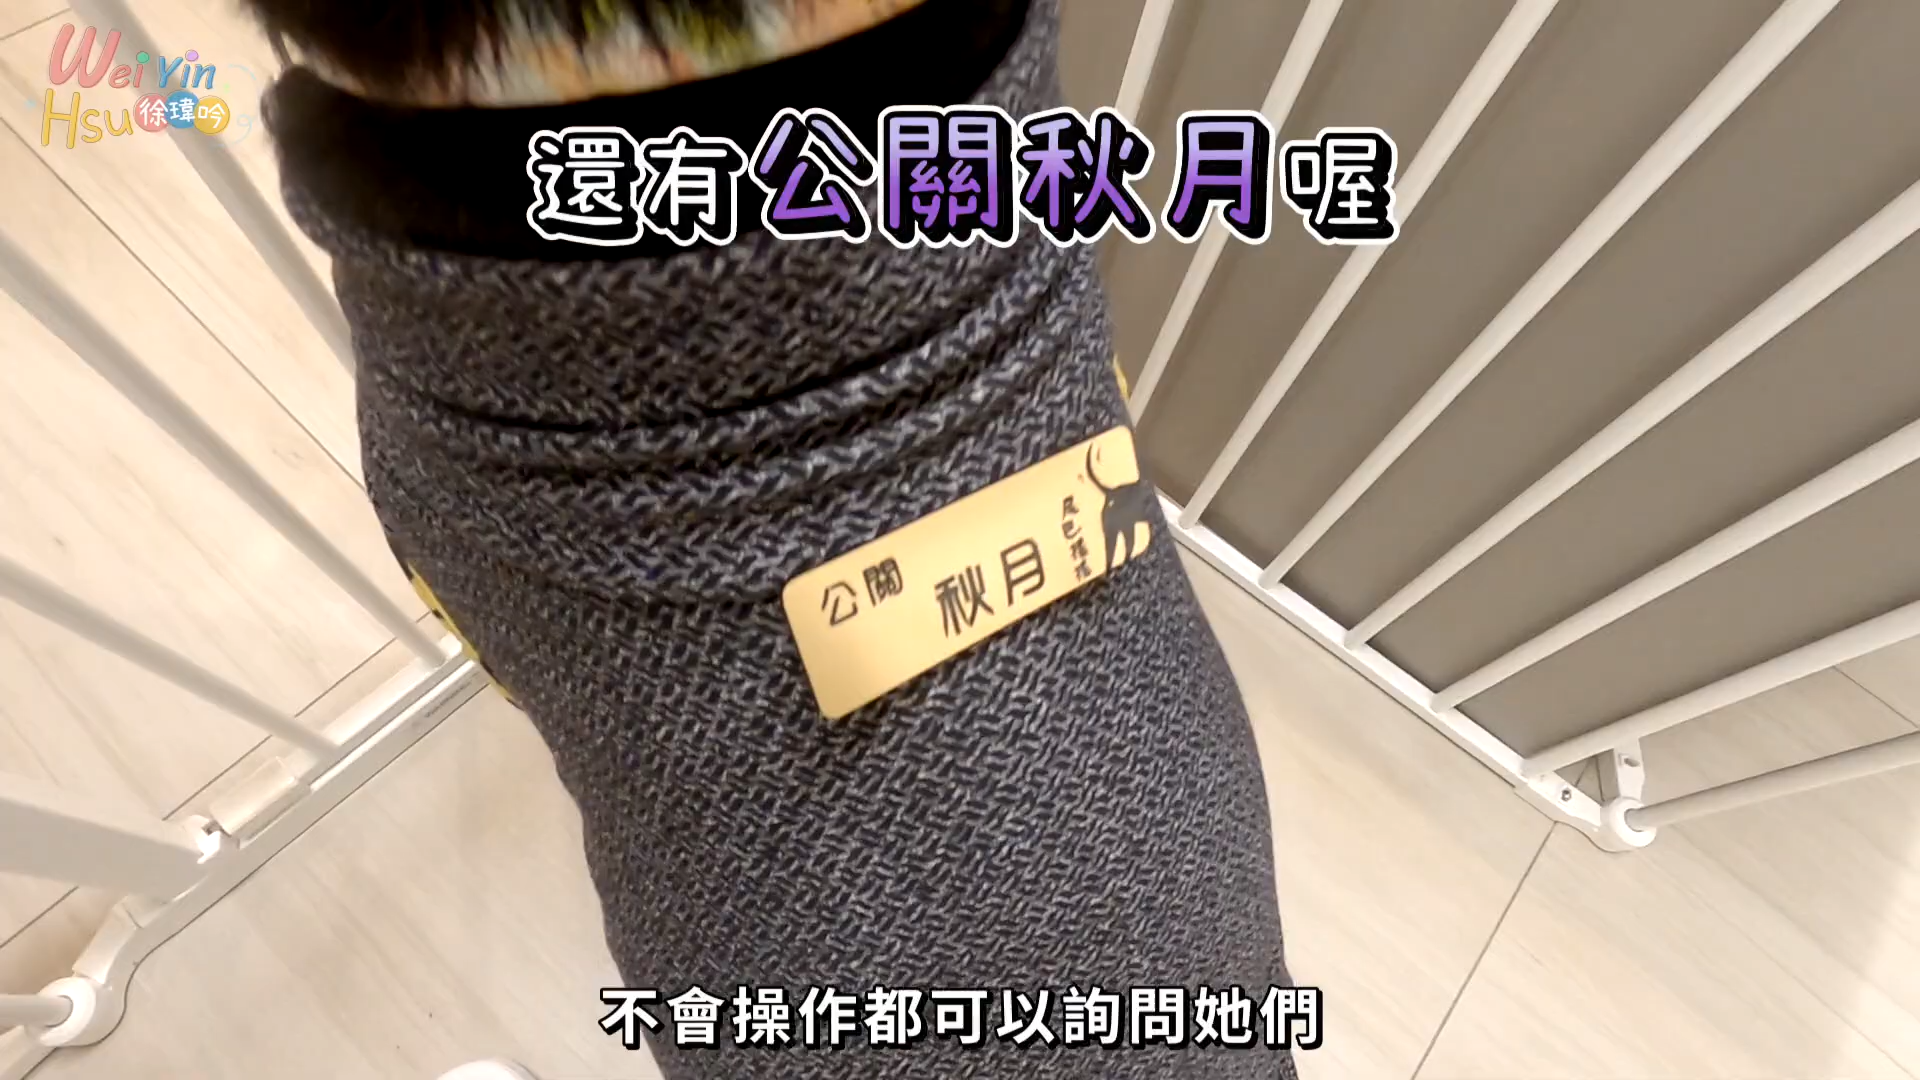 Wei Yin
Hsu 徐瑋吟
還有公關秋月喔
公關 秋月
尾巴搖搖
不會操作都可以詢問她們